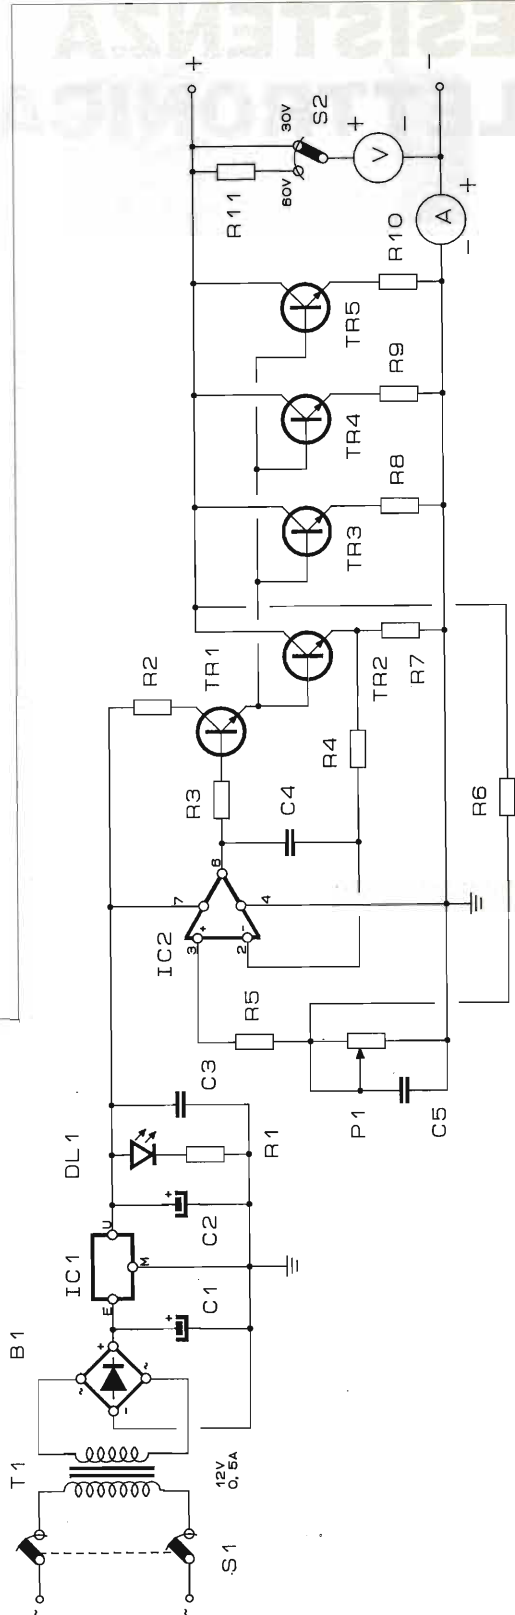 ESISTENZA
LETTRONICA
+
−
30V
60V
S2
R11
V
+
−
A
+
−
R10
TR5
R9
TR4
R8
TR3
R7
TR2
TR1
R2
R3
R4
C4
R6
IC2
3
+
2
-
7
4
6
R5
P1
C5
C3
DL1
R1
C2
+
IC1
E
U
M
C1
+
B1
+
-
~
~
T1
12V
0,5A
S1
~
~